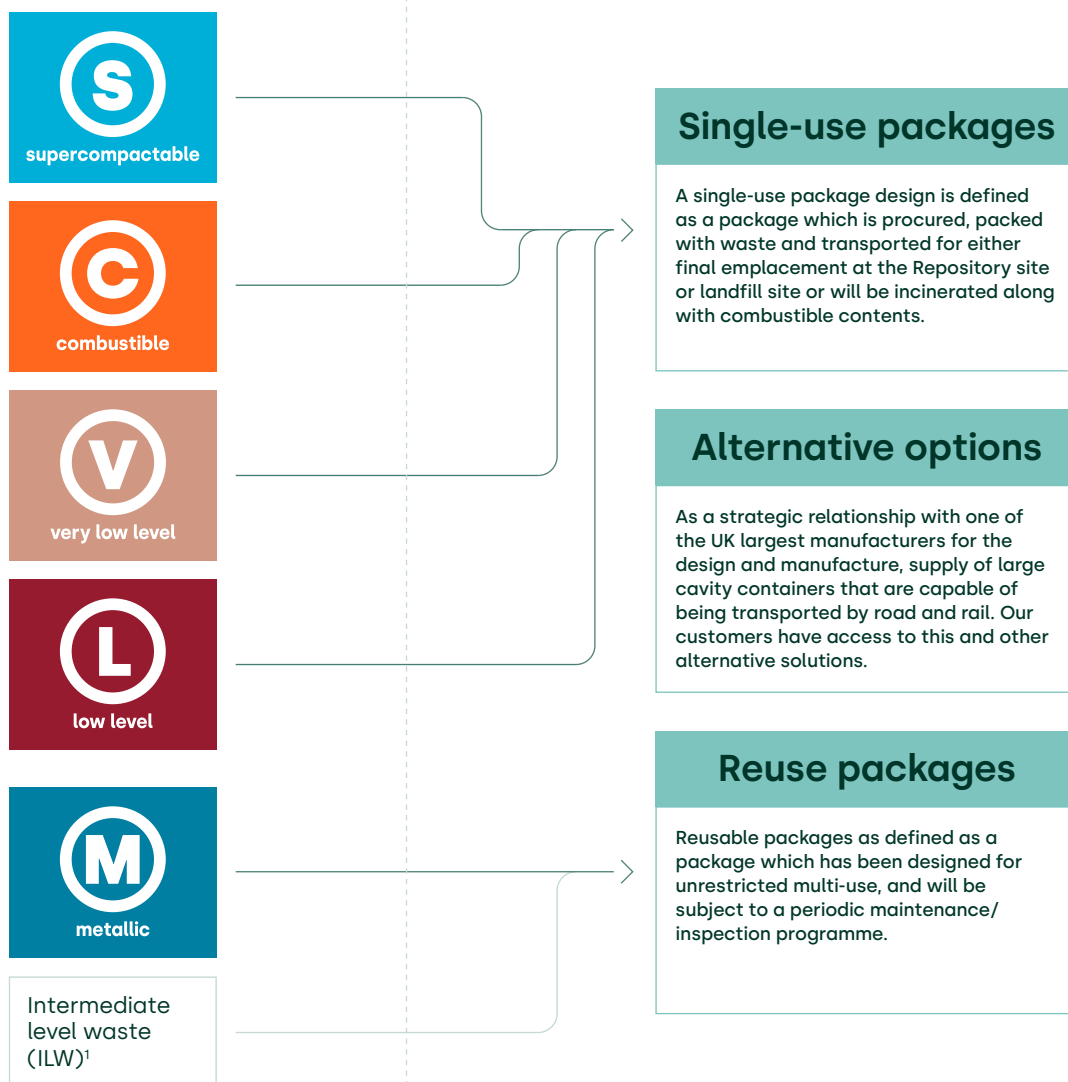 S
supercompactable
C
combustible
V
very low level
L
low level
M
metallic
Intermediate
level waste
(ILW)¹
Single-use packages
A single-use package design is defined
as a package which is procured, packed
with waste and transported for either
final emplacement at the Repository site
or landfill site or will be incinerated along
with combustible contents.
Alternative options
As a strategic relationship with one of
the UK largest manufacturers for the
design and manufacture, supply of large
cavity containers that are capable of
being transported by road and rail. Our
customers have access to this and other
alternative solutions.
Reuse packages
Reusable packages as defined as a
package which has been designed for
unrestricted multi-use, and will be
subject to a periodic maintenance/
inspection programme.